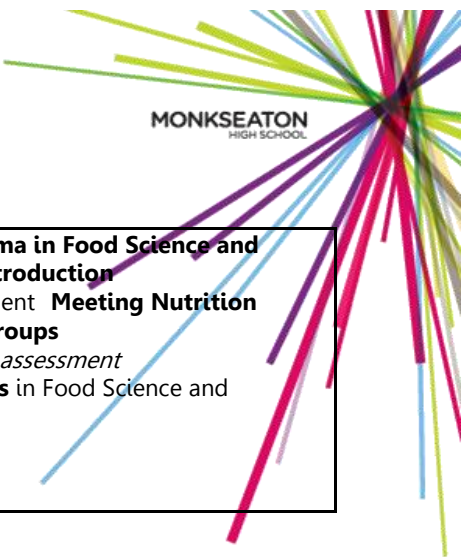 MONKSEATON
HIGH SCHOOL
ma in Food Science and
troduction
ent Meeting Nutrition
roups
assessment
s in Food Science and